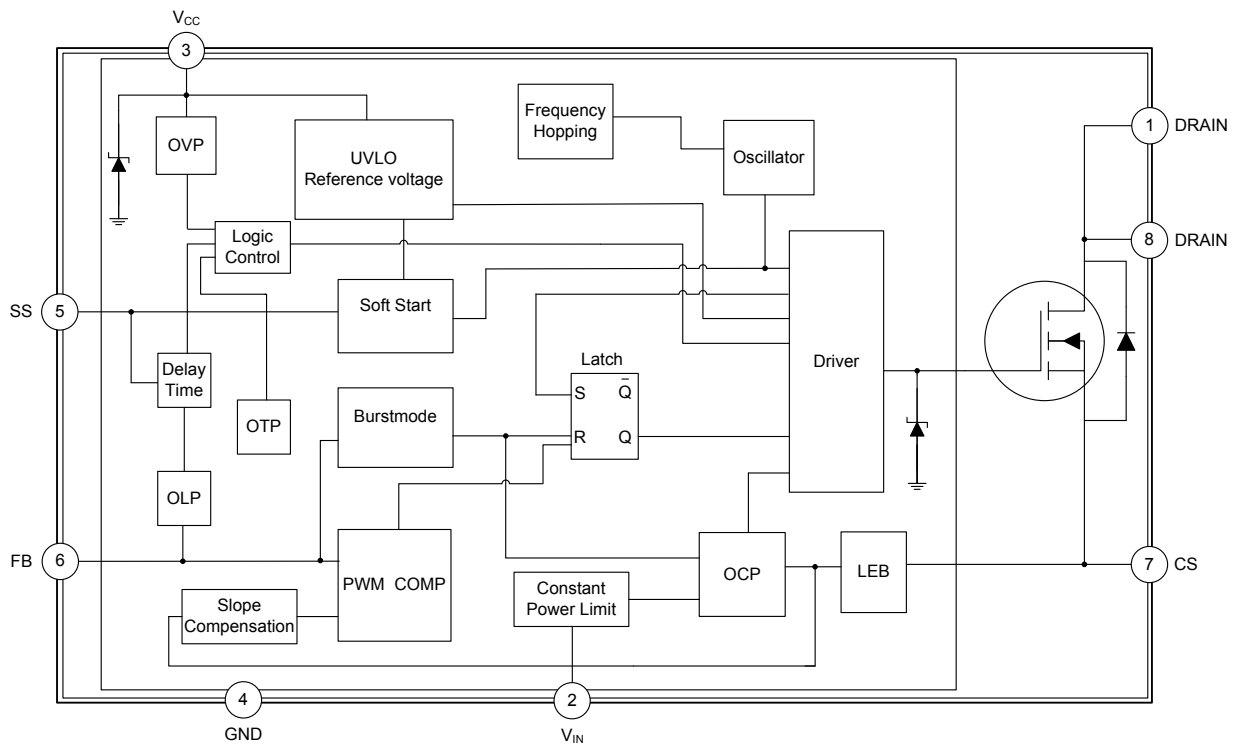 V_CC
3
Frequency
Hopping
OVP
UVLO
Reference voltage
Oscillator
1
DRAIN
Logic
Control
8
DRAIN
SS
5
Soft Start
Delay
Time
OTP
Latch
S
Q̄
R
Q
Driver
Burstmode
OLP
FB
6
PWM COMP
OCP
LEB
7
CS
Slope
Compensation
Constant
Power Limit
4
GND
2
V_IN